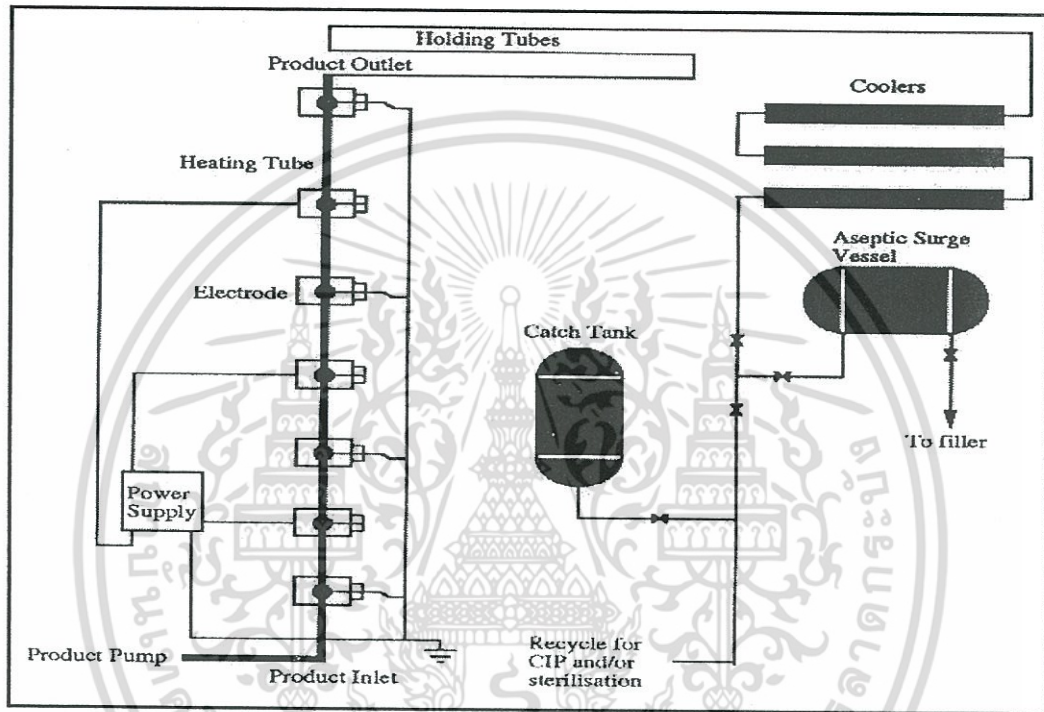 Holding Tubes
Product Outlet
Coolers
Heating Tube
Aseptic Surge
Vessel
Electrode
Catch Tank
To filler
Power
Supply
Recycle for
CIP and/or
sterilisation
Product Pump
Product Inlet